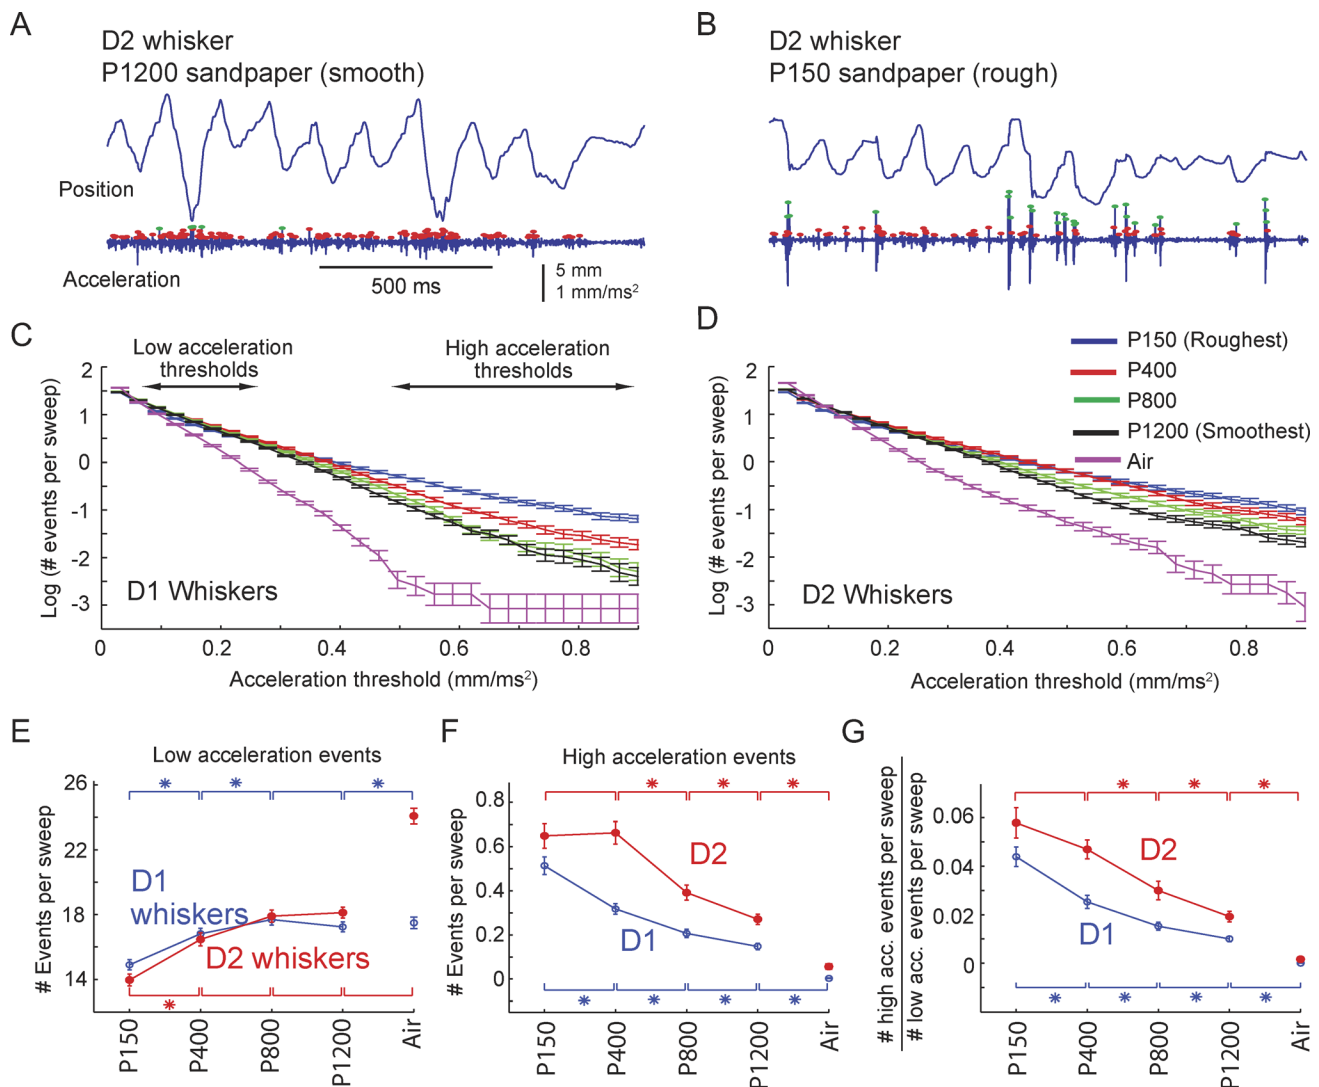 A
D2 whisker
P1200 sandpaper (smooth)
Position
Acceleration
500 ms
5 mm
1 mm/ms²
B
D2 whisker
P150 sandpaper (rough)
C
Low acceleration
thresholds
High acceleration
thresholds
Log (# events per sweep)
2
1
0
-1
-2
-3
D1 Whiskers
0
0.2
0.4
0.6
0.8
Acceleration threshold (mm/ms²)
D
P150 (Roughest)
P400
P800
P1200 (Smoothest)
Air
Log (# events per sweep)
2
1
0
-1
-2
-3
D2 Whiskers
0
0.2
0.4
0.6
0.8
Acceleration threshold (mm/ms²)
E
Low acceleration events
# Events per sweep
26
22
18
14
* * *
D1
whiskers
D2 whiskers
*
P150
P400
P800
P1200
Air
F
High acceleration events
# Events per sweep
0.8
0.6
0.4
0.2
0
* * *
D2
D1
* * * *
P150
P400
P800
P1200
Air
G
# high acc. events per sweep
# low acc. events per sweep
0.06
0.04
0.02
0
* * *
D2
D1
* * * *
P150
P400
P800
P1200
Air